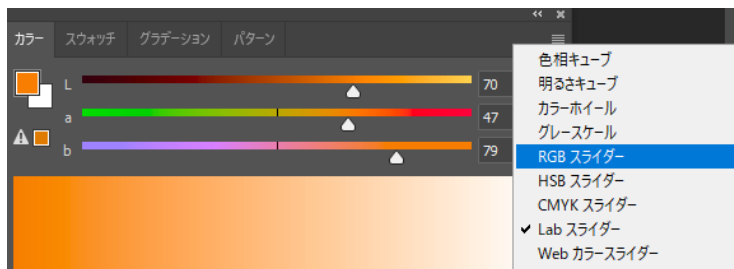 カラー スウォッチ グラデーション パターン
L 70
a 47
b 79
色相キューブ
明るさキューブ
カラーホイール
グレースケール
RGB スライダー
HSB スライダー
CMYK スライダー
Lab スライダー
Web カラースライダー